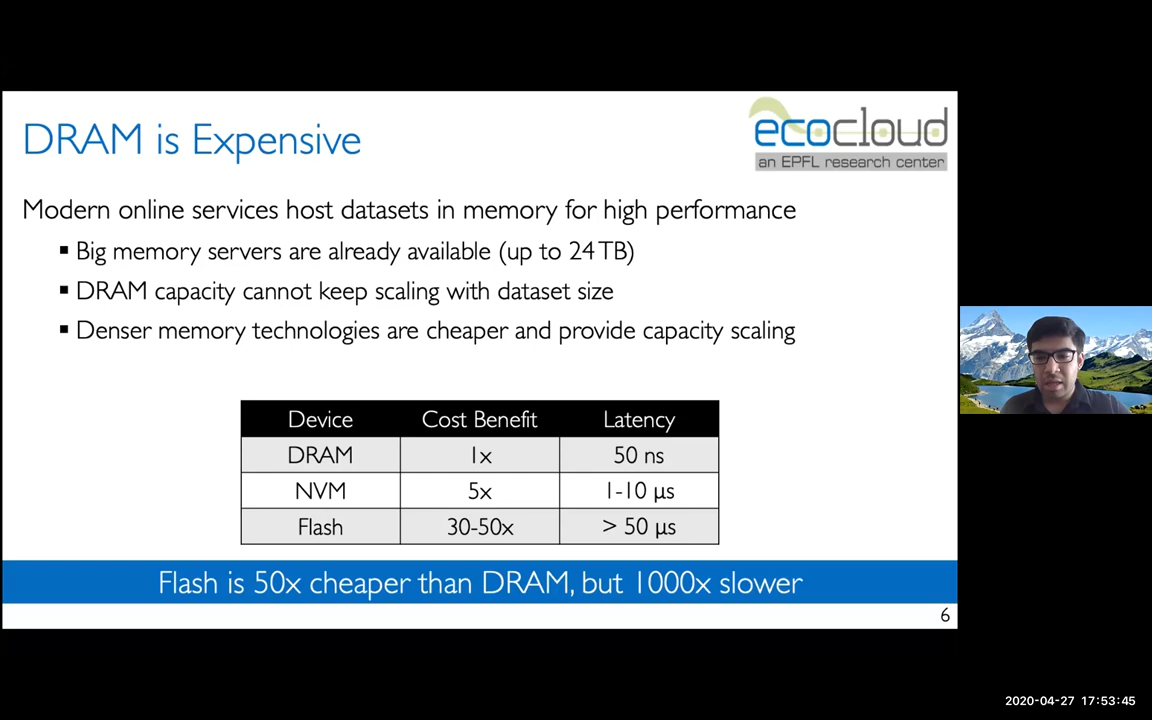 DRAM is Expensive
ecocloud
an EPFL research center
Modern online services host datasets in memory for high performance
▪ Big memory servers are already available (up to 24 TB)
▪ DRAM capacity cannot keep scaling with dataset size
▪ Denser memory technologies are cheaper and provide capacity scaling
Device Cost Benefit Latency
DRAM 1x 50 ns
NVM 5x 1-10 µs
Flash 30-50x > 50 µs
Flash is 50x cheaper than DRAM, but 1000x slower
6
2020-04-27 17:53:45